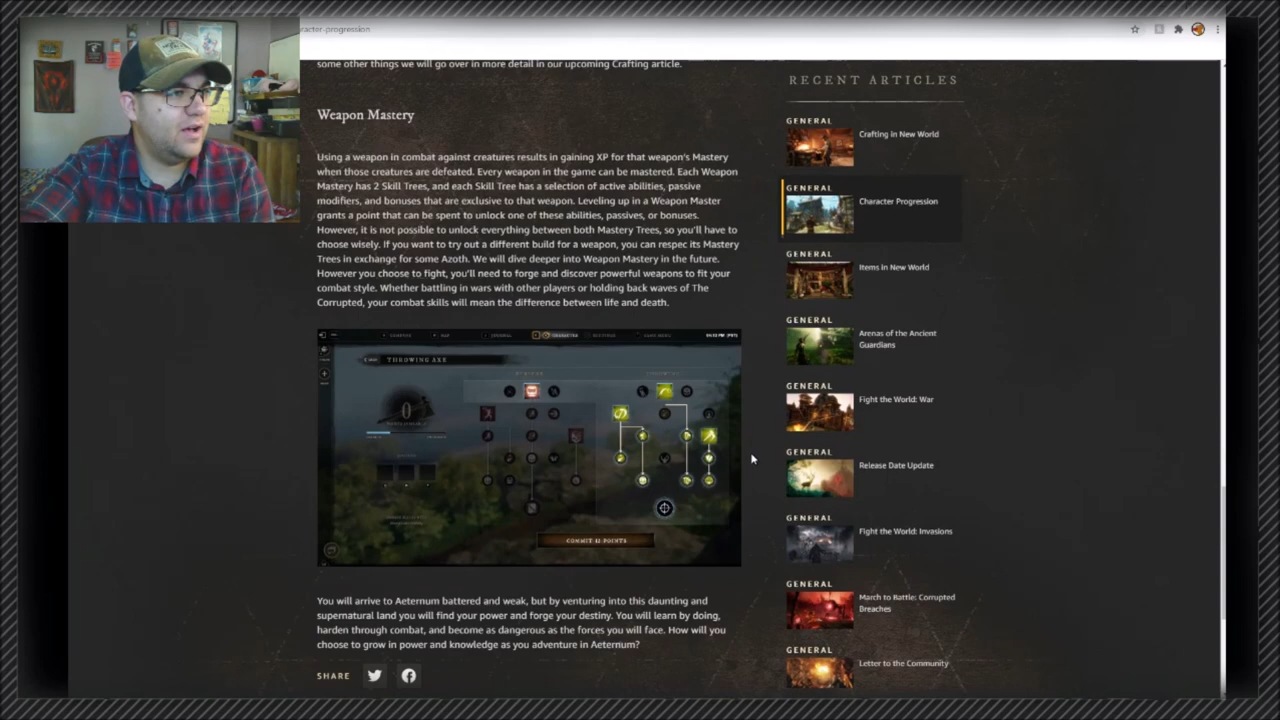 aracter-progression
some other things we will go over in more detail in our upcoming Crafting article.
Weapon Mastery
Using a weapon in combat against creatures results in gaining XP for that weapon's Mastery
when those creatures are defeated. Every weapon in the game can be mastered. Each Weapon
Mastery has 2 Skill Trees, and each Skill Tree has a selection of active abilities, passive
modifiers, and bonuses that are exclusive to that weapon. Leveling up in a Weapon Master
grants a point that can be spent to unlock one of these abilities, passives, or bonuses.
However, it is not possible to unlock everything between both Mastery Trees, so you'll have to
choose wisely. If you want to try out a different build for a weapon, you can respec its Mastery
Trees in exchange for some Azoth. We will dive deeper into Weapon Mastery in the future.
However you choose to fight, you'll need to forge and discover powerful weapons to fit your
combat style. Whether battling in wars with other players or holding back waves of The
Corrupted, your combat skills will mean the difference between life and death.
THROWING AXE
0
COMMIT 12 POINTS
You will arrive to Aeternum battered and weak, but by venturing into this daunting and
supernatural land you will find your power and forge your destiny. You will learn by doing,
harden through combat, and become as dangerous as the forces you will face. How will you
choose to grow in power and knowledge as you adventure in Aeternum?
SHARE
RECENT ARTICLES
GENERAL
Crafting in New World
GENERAL
Character Progression
GENERAL
Items in New World
GENERAL
Arenas of the Ancient
Guardians
GENERAL
Fight the World: War
GENERAL
Release Date Update
GENERAL
Fight the World: Invasions
GENERAL
March to Battle: Corrupted
Breaches
GENERAL
Letter to the Community